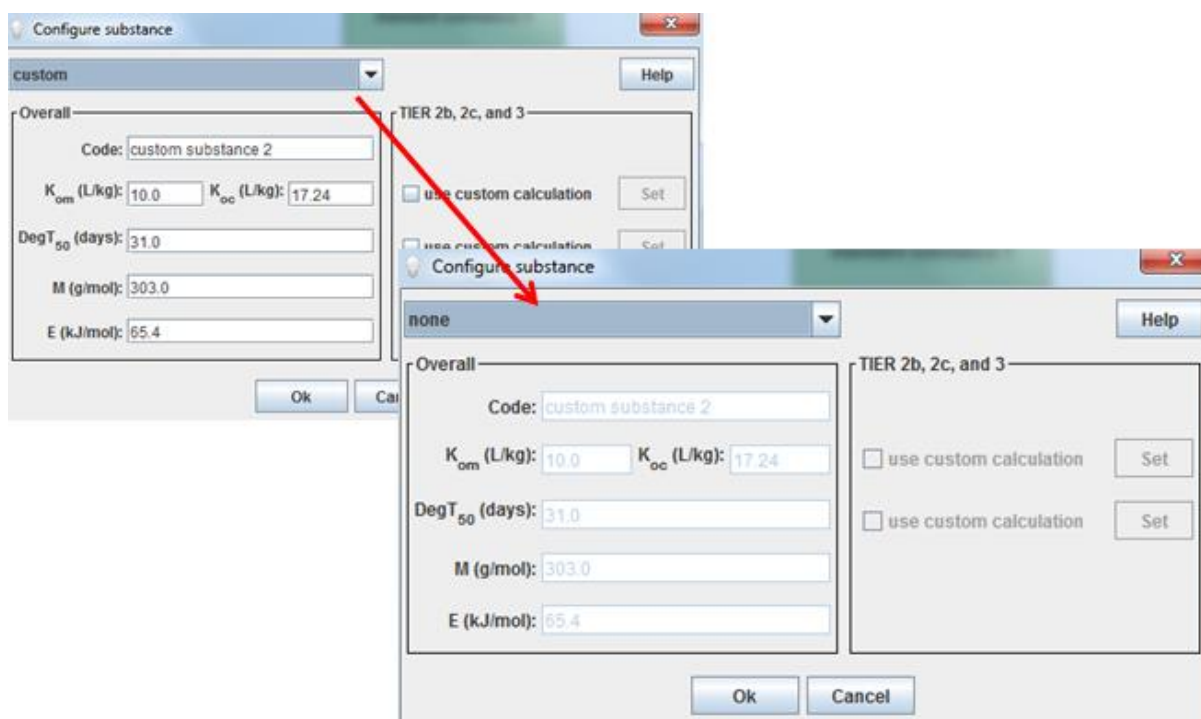 Configure substance
custom
Help
Overall
TIER 2b, 2c, and 3
Code: custom substance 2
Kom (L/kg): 10.0 Koc (L/kg): 17.24
use custom calculation Set
DegT50 (days): 31.0
use custom calculation Set
M (g/mol): 303.0
E (kJ/mol): 65.4
Ok
Configure substance
none
Help
Overall
TIER 2b, 2c, and 3
Code: custom substance 2
Kom (L/kg): 10.0 Koc (L/kg): 17.24
use custom calculation Set
DegT50 (days): 31.0
use custom calculation Set
M (g/mol): 303.0
E (kJ/mol): 65.4
Ok Cancel